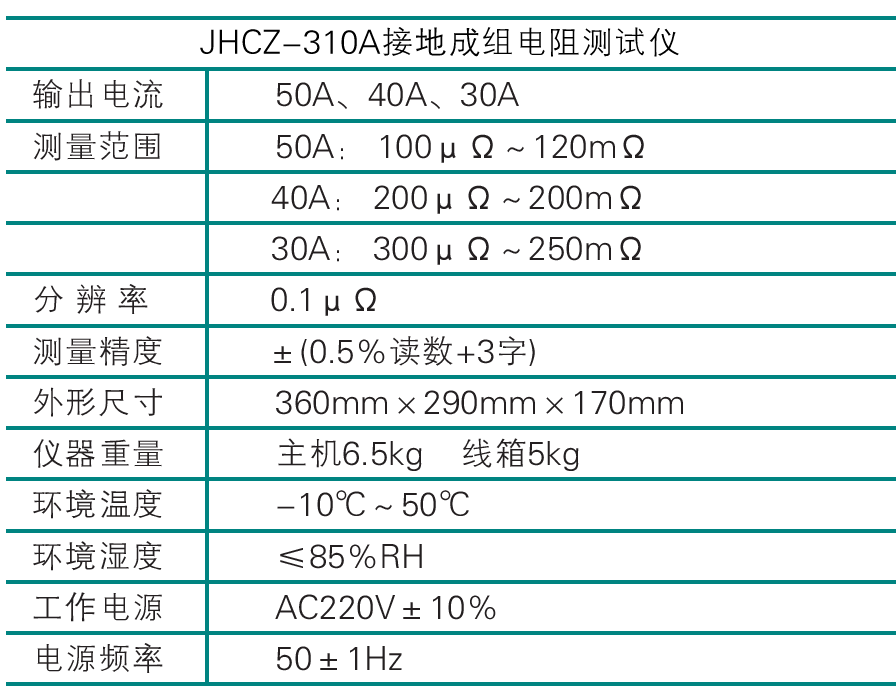 JHCZ-310A接地成组电阻测试仪
输出电流 50A、40A、30A
测量范围 50A： 100μΩ~120mΩ
40A： 200μΩ~200mΩ
30A： 300μΩ~250mΩ
分辨率 0.1μΩ
测量精度 ±(0.5%读数+3字)
外形尺寸 360mm×290mm×170mm
仪器重量 主机6.5kg 线箱5kg
环境温度 -10℃~50℃
环境湿度 ≤85%RH
工作电源 AC220V±10%
电源频率 50±1Hz